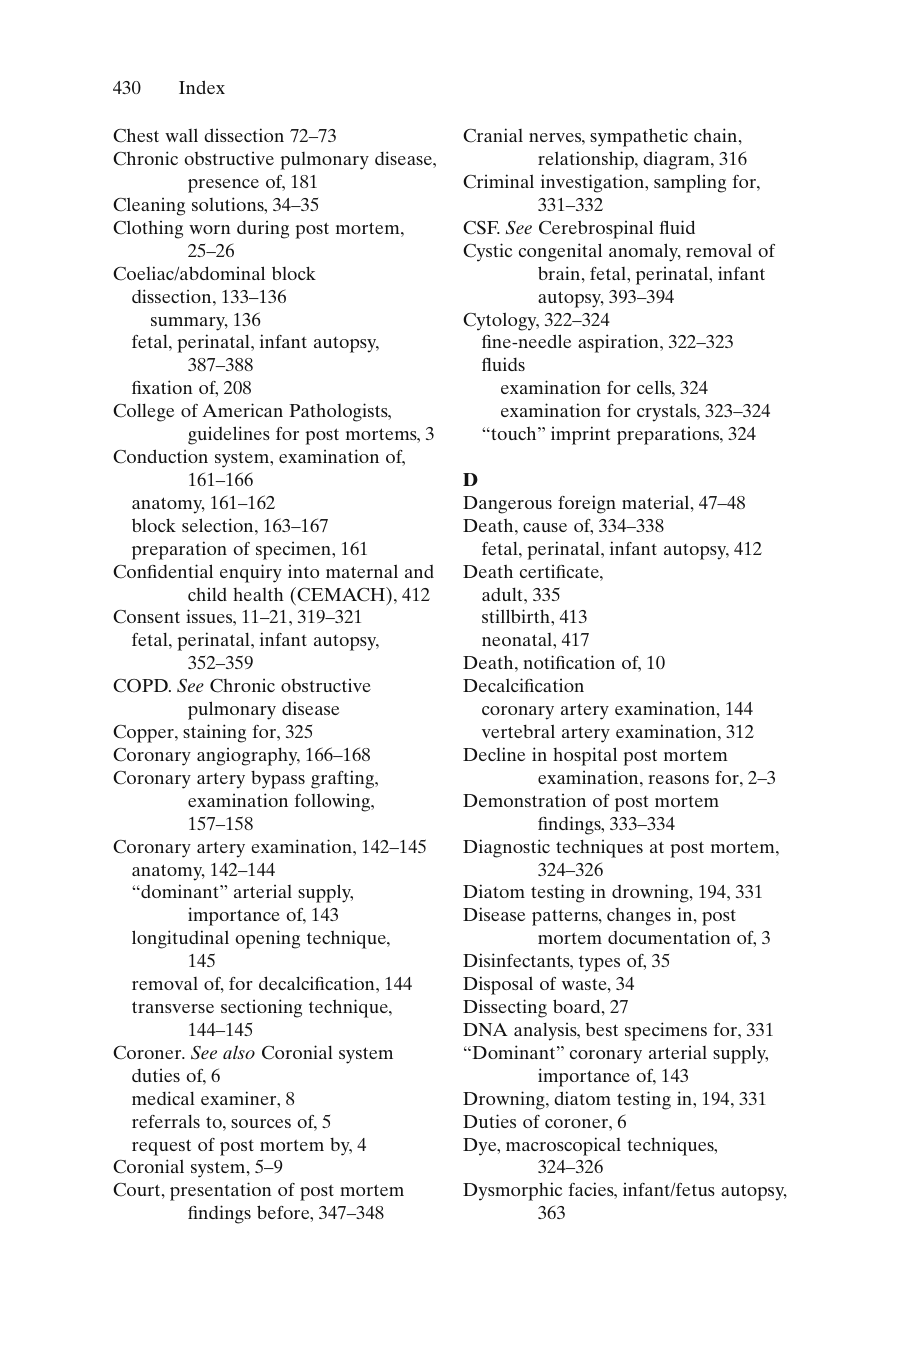 430 Index
Chest wall dissection 72–73
Chronic obstructive pulmonary disease,
presence of, 181
Cleaning solutions, 34–35
Clothing worn during post mortem,
25–26
Coeliac/abdominal block
dissection, 133–136
summary, 136
fetal, perinatal, infant autopsy,
387–388
fixation of, 208
College of American Pathologists,
guidelines for post mortems, 3
Conduction system, examination of,
161–166
anatomy, 161–162
block selection, 163–167
preparation of specimen, 161
Confidential enquiry into maternal and
child health (CEMACH), 412
Consent issues, 11–21, 319–321
fetal, perinatal, infant autopsy,
352–359
COPD. See Chronic obstructive
pulmonary disease
Copper, staining for, 325
Coronary angiography, 166–168
Coronary artery bypass grafting,
examination following,
157–158
Coronary artery examination, 142–145
anatomy, 142–144
“dominant” arterial supply,
importance of, 143
longitudinal opening technique,
145
removal of, for decalcification, 144
transverse sectioning technique,
144–145
Coroner. See also Coronial system
duties of, 6
medical examiner, 8
referrals to, sources of, 5
request of post mortem by, 4
Coronial system, 5–9
Court, presentation of post mortem
findings before, 347–348
Cranial nerves, sympathetic chain,
relationship, diagram, 316
Criminal investigation, sampling for,
331–332
CSF. See Cerebrospinal fluid
Cystic congenital anomaly, removal of
brain, fetal, perinatal, infant
autopsy, 393–394
Cytology, 322–324
fine-needle aspiration, 322–323
fluids
examination for cells, 324
examination for crystals, 323–324
“touch” imprint preparations, 324
D
Dangerous foreign material, 47–48
Death, cause of, 334–338
fetal, perinatal, infant autopsy, 412
Death certificate,
adult, 335
stillbirth, 413
neonatal, 417
Death, notification of, 10
Decalcification
coronary artery examination, 144
vertebral artery examination, 312
Decline in hospital post mortem
examination, reasons for, 2–3
Demonstration of post mortem
findings, 333–334
Diagnostic techniques at post mortem,
324–326
Diatom testing in drowning, 194, 331
Disease patterns, changes in, post
mortem documentation of, 3
Disinfectants, types of, 35
Disposal of waste, 34
Dissecting board, 27
DNA analysis, best specimens for, 331
“Dominant” coronary arterial supply,
importance of, 143
Drowning, diatom testing in, 194, 331
Duties of coroner, 6
Dye, macroscopical techniques,
324–326
Dysmorphic facies, infant/fetus autopsy,
363